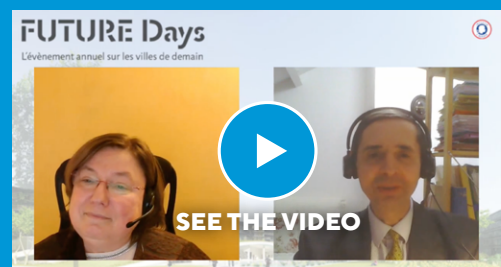 FUTURE Days
L'évènement annuel sur les villes de demain
SEE THE VIDEO